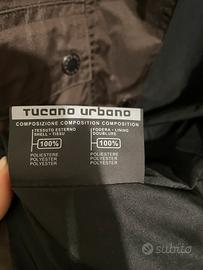 Tucano urbano
COMPOSIZIONE COMPOSITION COMPOSITION
TESSUTO ESTERNO
SHELL - TISSU
100%
POLIESTERE
POLYESTER
POLYESTER
FODERA - LINING
DOUBLURE
100%
POLIESTERE
POLYESTER
POLYESTER
subito